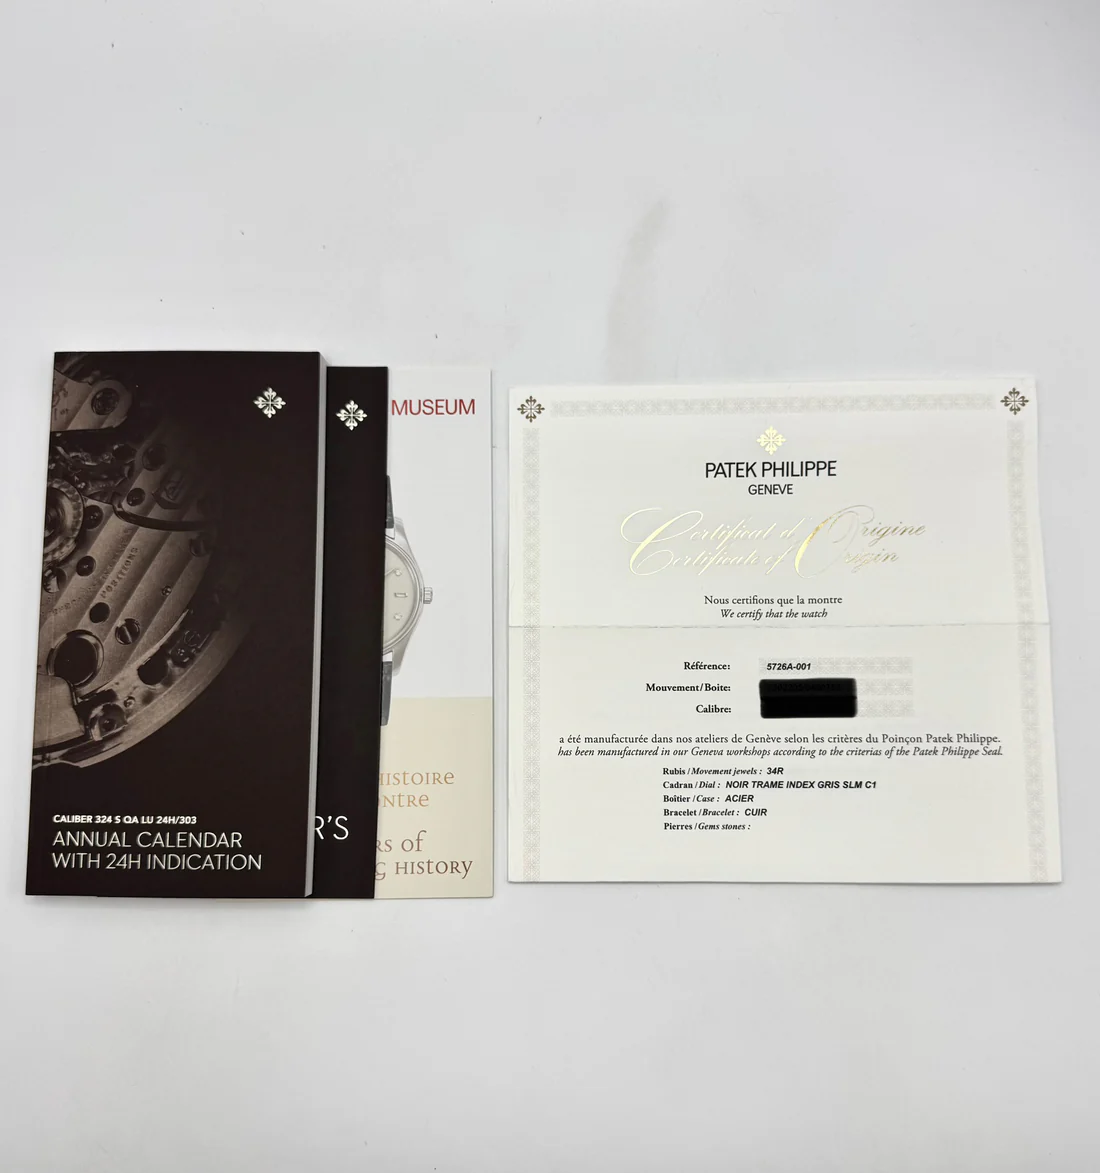 CALIBER 324 S QA LU 24H/303
ANNUAL CALENDAR
WITH 24H INDICATION
R'S
MUSEUM
HISTOIRE
ONTRE
RS of
G HISTORY
PATEK PHILIPPE
GENEVE
Certificat d'Origine
Certificate of Origin
Nous certifions que la montre
We certify that the watch
Référence: 5726A-001
Mouvement/Boite:
Calibre:
a été manufacturée dans nos ateliers de Genève selon les critères du Poinçon Patek Philippe.
has been manufactured in our Geneva workshops according to the criterias of the Patek Philippe Seal.
Rubis / Movement jewels : 34R
Cadran / Dial : NOIR TRAME INDEX GRIS SLM C1
Boîtier / Case : ACIER
Bracelet / Bracelet : CUIR
Pierres / Gems stones :